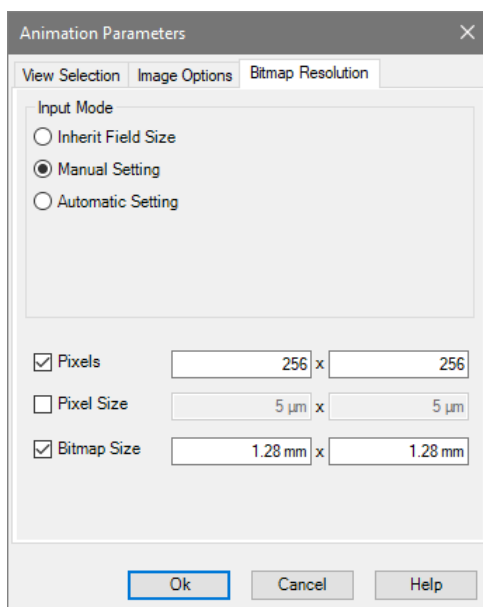 Animation Parameters
View Selection Image Options Bitmap Resolution
Input Mode
Inherit Field Size
Manual Setting
Automatic Setting
Pixels 256 x 256
Pixel Size 5 µm x 5 µm
Bitmap Size 1.28 mm x 1.28 mm
Ok Cancel Help